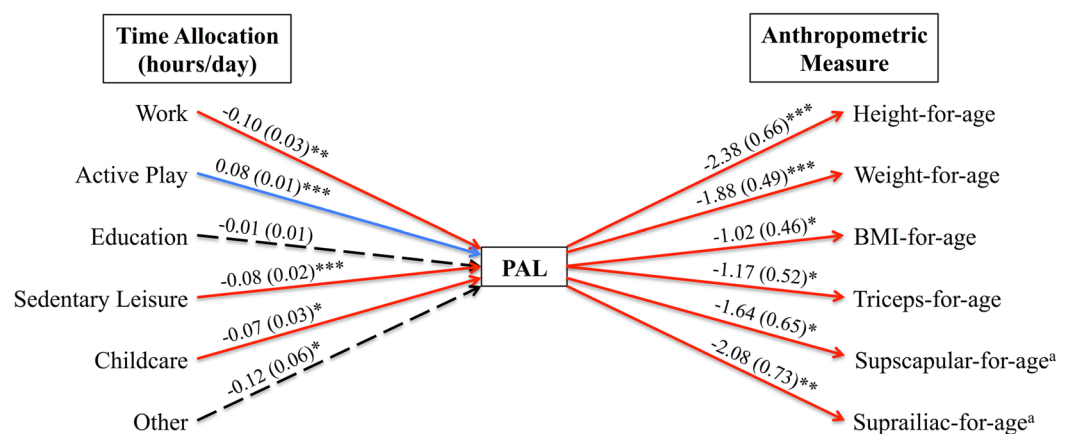 Time Allocation
(hours/day)
Anthropometric
Measure
Work
-0.10 (0.03)**
-2.38 (0.66)***
Height-for-age
Active Play
0.08 (0.01)***
-1.88 (0.49)***
Weight-for-age
Education
-0.01 (0.01)
-1.02 (0.46)*
BMI-for-age
PAL
Sedentary Leisure
-0.08 (0.02)***
-1.17 (0.52)*
Triceps-for-age
Childcare
-0.07 (0.03)*
-1.64 (0.65)*
Supscapular-for-ageᵃ
Other
-0.12 (0.06)*
-2.08 (0.73)**
Suprailiac-for-ageᵃ